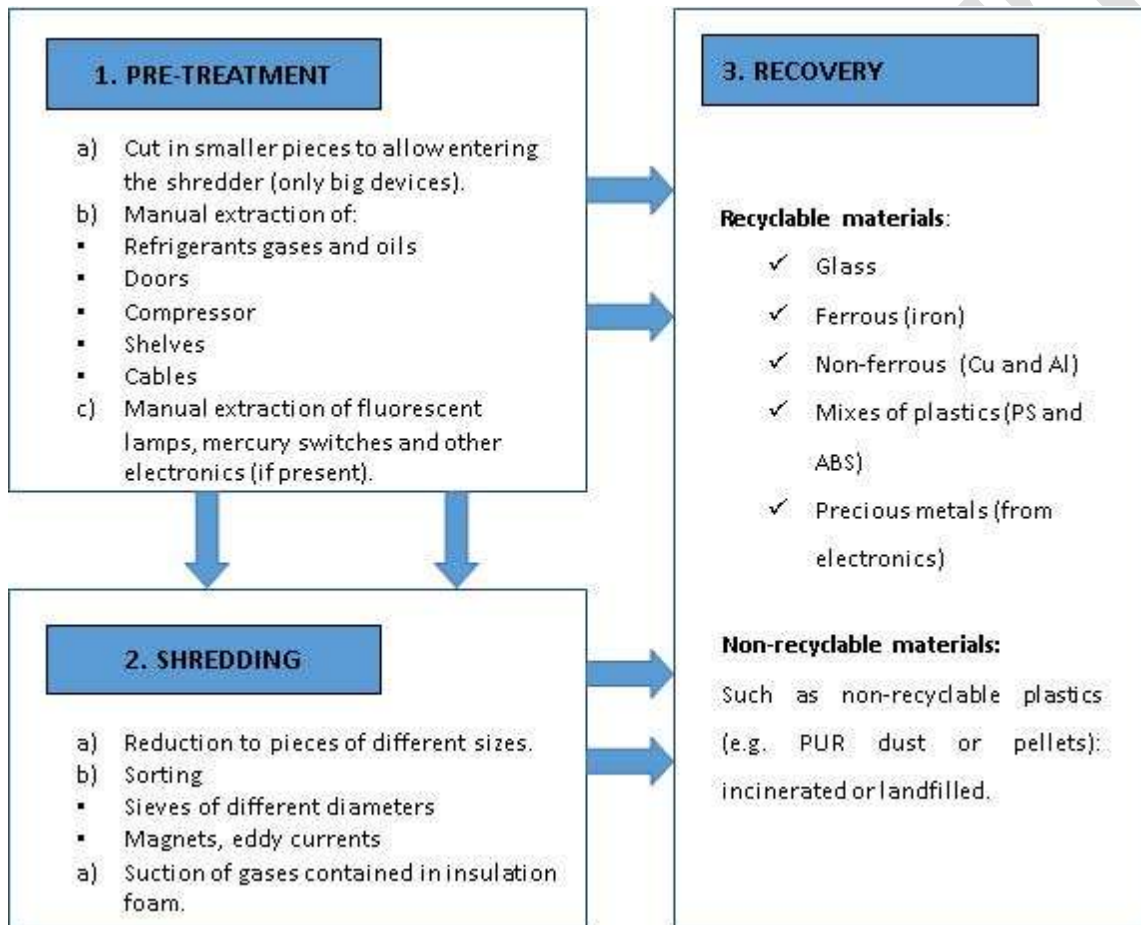 1. PRE-TREATMENT
a) Cut in smaller pieces to allow entering
the shredder (only big devices).
b) Manual extraction of:
▪ Refrigerants gases and oils
▪ Doors
▪ Compressor
▪ Shelves
▪ Cables
c) Manual extraction of fluorescent
lamps, mercury switches and other
electronics (if present).
2. SHREDDING
a) Reduction to pieces of different sizes.
b) Sorting
▪ Sieves of different diameters
▪ Magnets, eddy currents
a) Suction of gases contained in insulation
foam.
3. RECOVERY
Recyclable materials:
✓ Glass
✓ Ferrous (iron)
✓ Non-ferrous (Cu and Al)
✓ Mixes of plastics (PS and
ABS)
✓ Precious metals (from
electronics)
Non-recyclable materials:
Such as non-recyclable plastics
(e.g. PUR dust or pellets):
incinerated or landfilled.